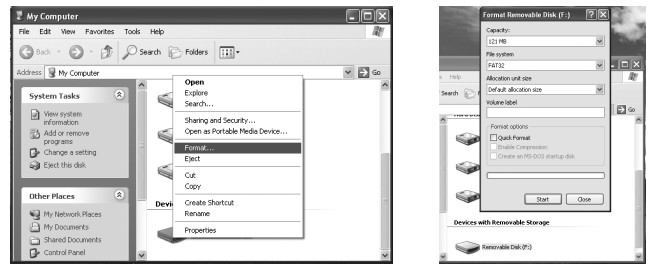 My Computer
File Edit View Favorites Tools Help
Back Search Folders
Address My Computer Go
System Tasks
View system information
Add or remove programs
Change a setting
Eject this disk
Other Places
My Network Places
My Documents
Shared Documents
Control Panel
Devi
Open
Explore
Search...
Sharing and Security...
Open as Portable Media Device...
Format...
Eject
Cut
Copy
Create Shortcut
Rename
Properties
Format Removable Disk (F:)
Capacity:
121 MB
File system
FAT32
Allocation unit size
Default allocation size
Volume label
Format options
Quick Format
Enable Compression
Create an MS-DOS startup disk
Start Close
s Help
Search
Go
Devices with Removable Storage
Removable Disk (F:)